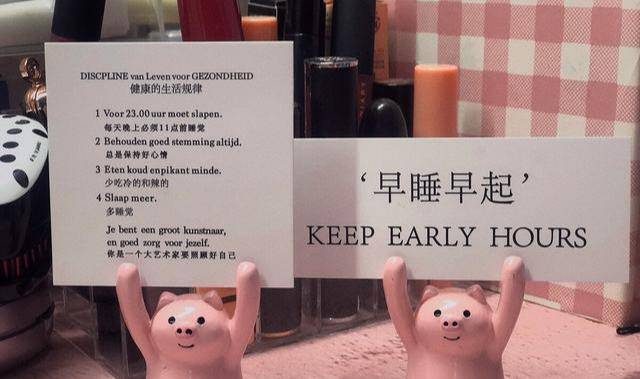 DISCPLINE van Leven voor GEZONDHEID
健康的生活规律
1 Voor 23.00 uur moet slapen.
每天晚上必须11点前睡觉
2 Behouden goed stemming altijd.
总是保持好心情
3 Eten koud enpikant minde.
少吃冷的和辣的
4 Slaap meer.
多睡觉
Je bent een groot kunstnaar,
en goed zorg voor jezelf.
你是一个大艺术家要照顾好自己
‘早睡早起’
KEEP EARLY HOURS